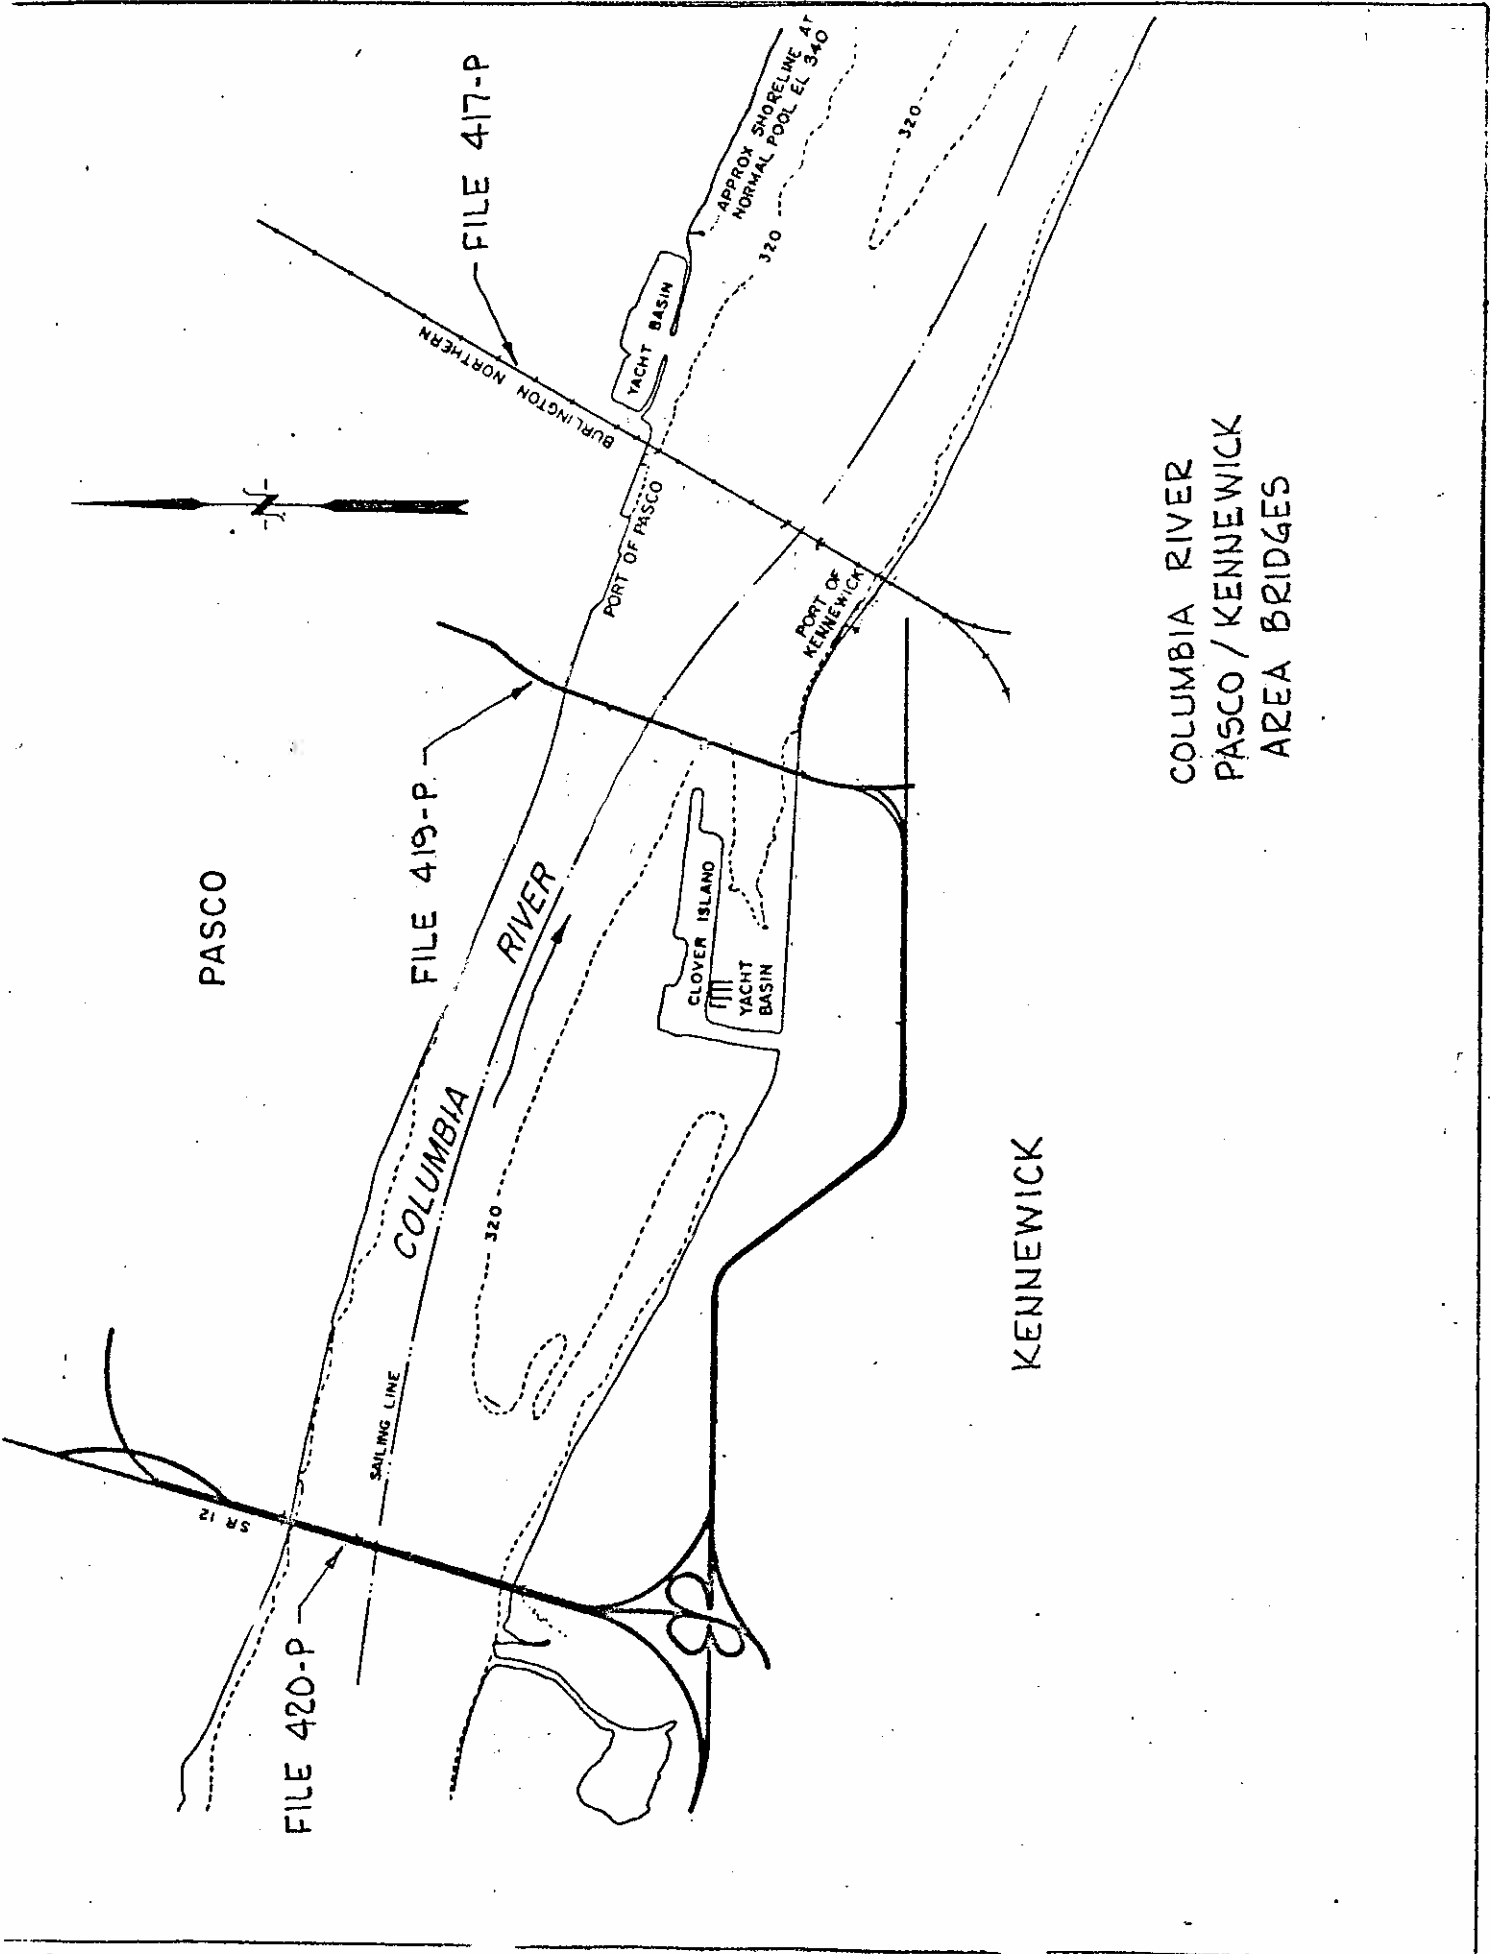 PASCO
FILE 417-P
BURLINGTON NORTHERN
YACHT BASIN
APPROX SHORELINE AT
NORMAL POOL EL 340
320
320
N
PORT OF PASCO
PORT OF
KENNEWICK
FILE 419-P
COLUMBIA RIVER
CLOVER ISLAND
YACHT
BASIN
320
SAILING LINE
SR 12
FILE 420-P
KENNEWICK
COLUMBIA RIVER
PASCO / KENNEWICK
AREA BRIDGES